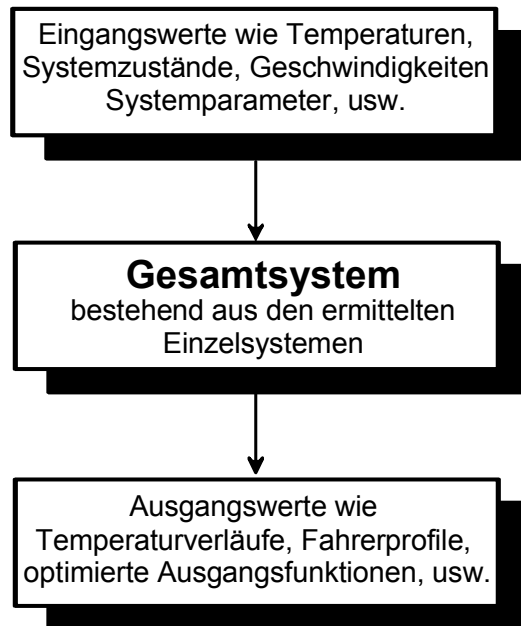 Eingangswerte wie Temperaturen,
Systemzustände, Geschwindigkeiten
Systemparameter, usw.
Gesamtsystem
bestehend aus den ermittelten
Einzelsystemen
Ausgangswerte wie
Temperaturverläufe, Fahrerprofile,
optimierte Ausgangsfunktionen, usw.